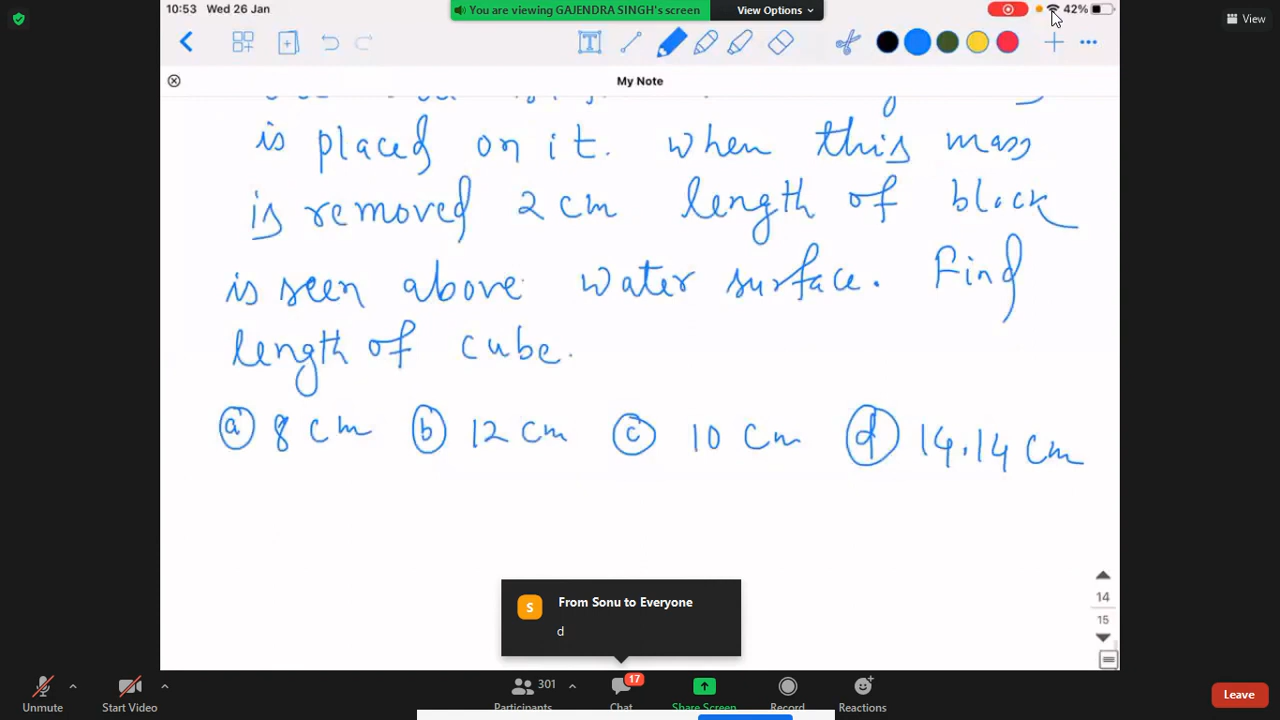 10:53 Wed 26 Jan
You are viewing GAJENDRA SINGH's screen
View Options
42%
View
My Note
is placed on it. when this mass
is removed 2 cm length of block
is seen above water surface. Find
length of cube.
a 8 cm b 12 cm c 10 cm d 14.14 cm
14
15
S From Sonu to Everyone
d
Unmute
Start Video
301
Participants
17
Chat
Share Screen
Record
Reactions
Leave